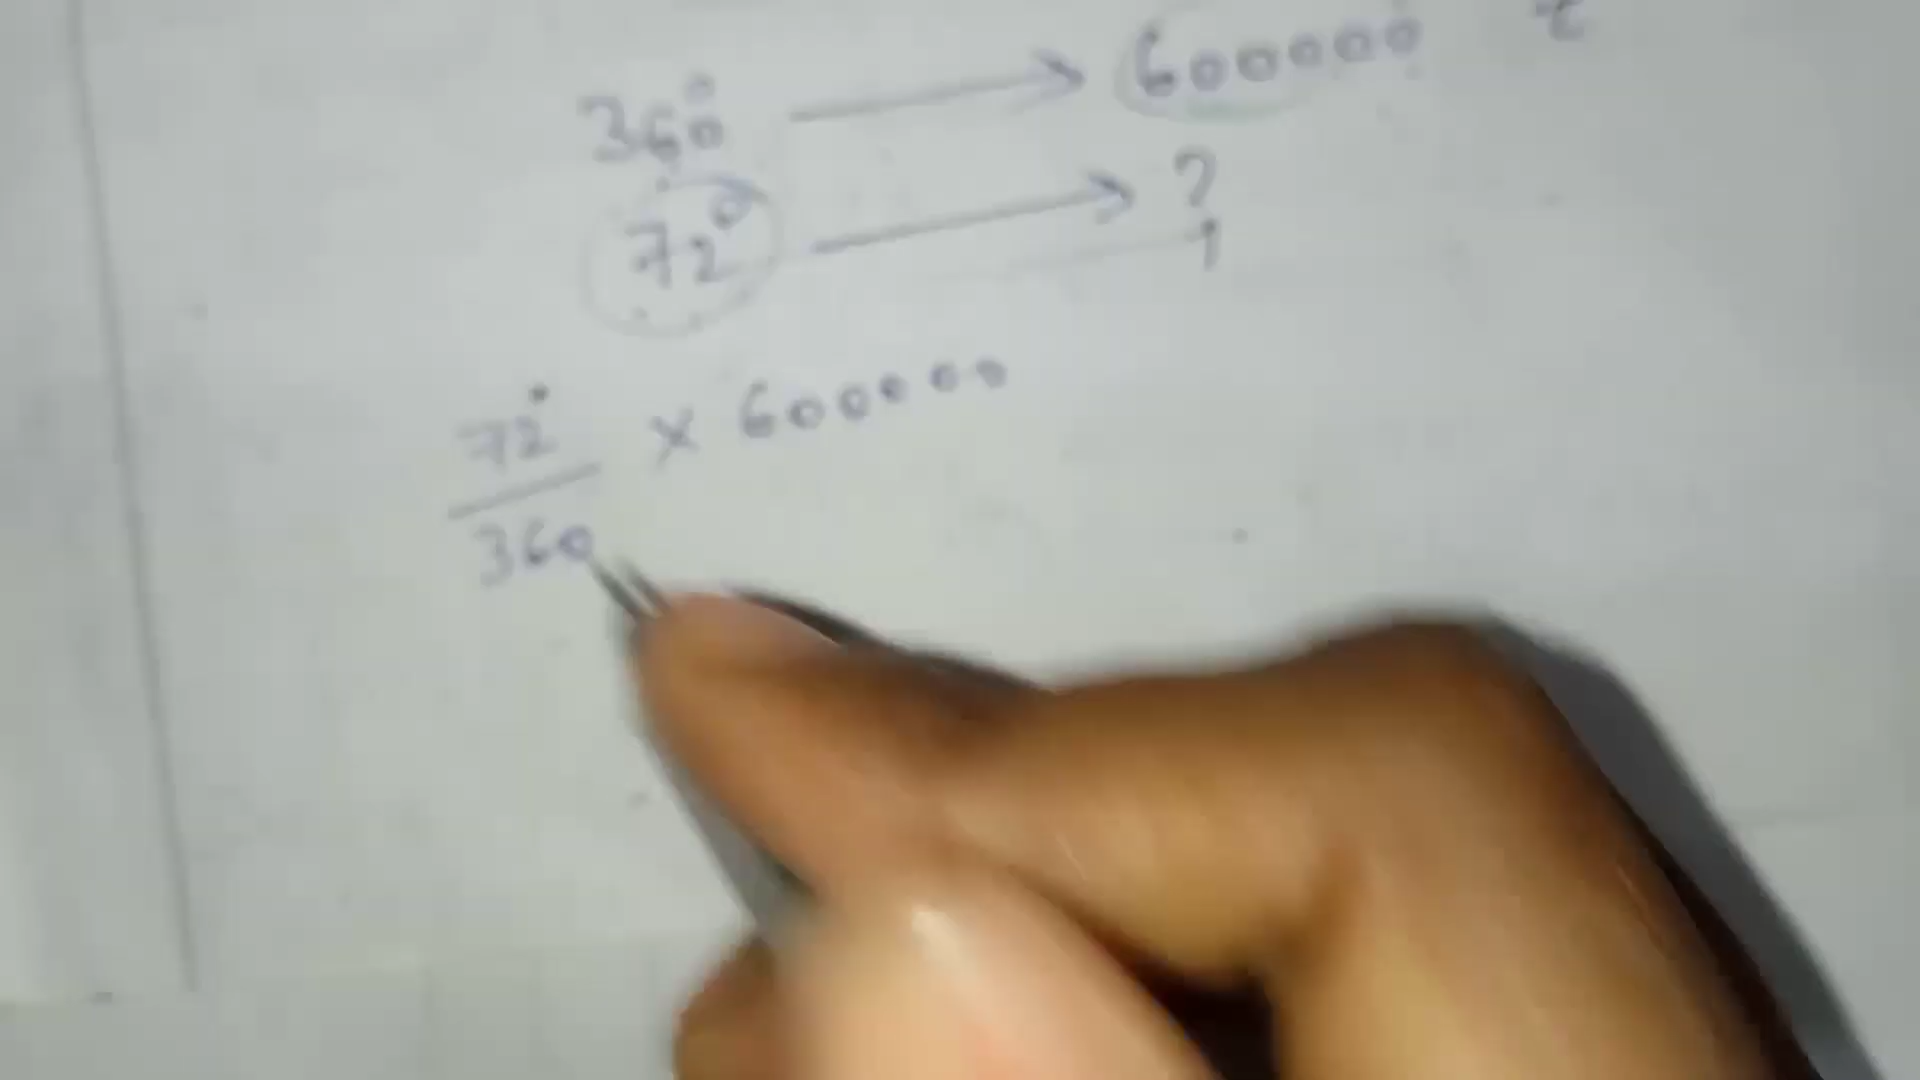 360° → 600000
72° → ?
72°/360 × 600000